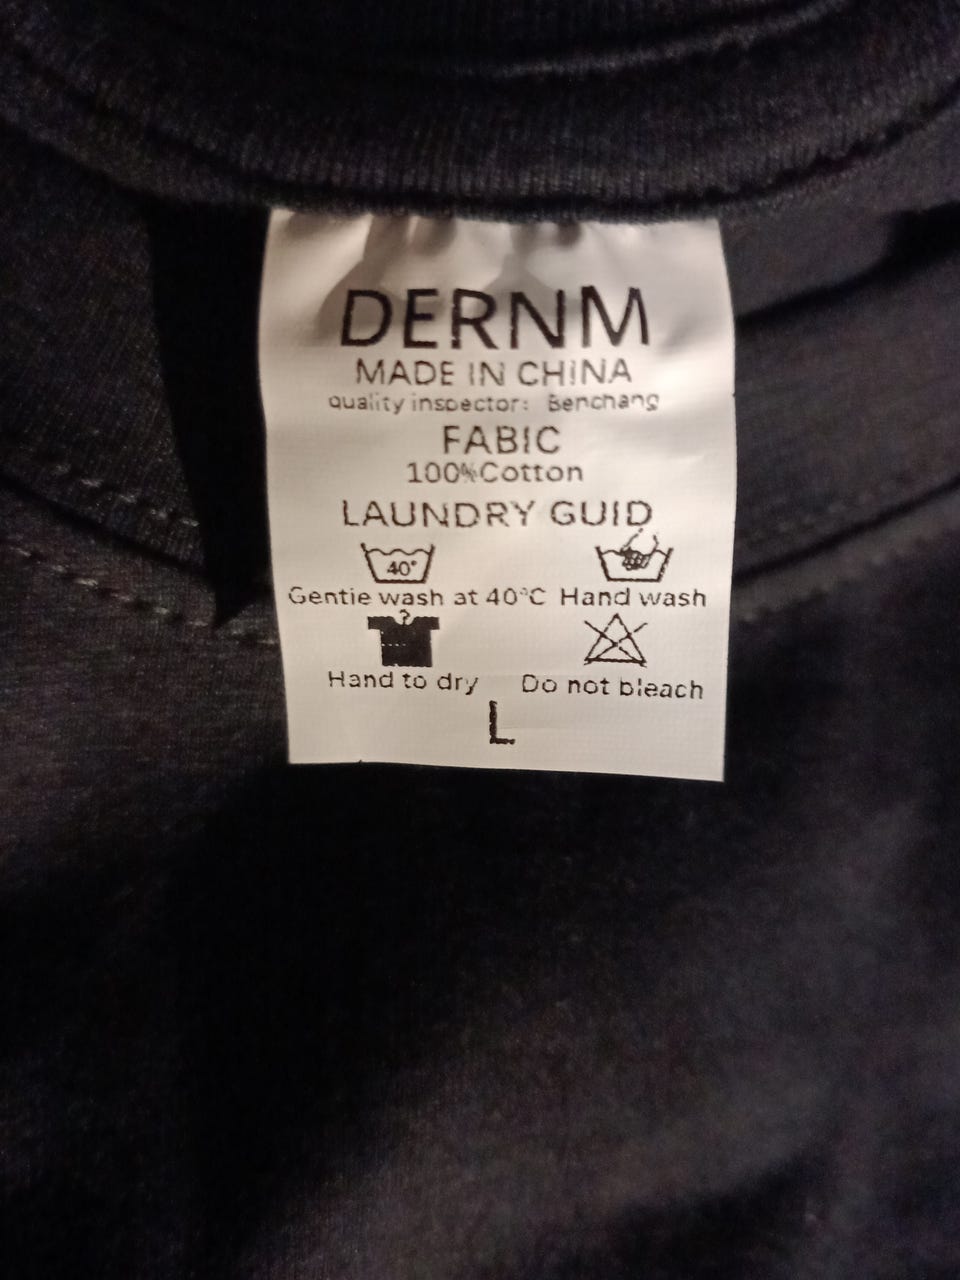 DERNM
MADE IN CHINA
quality inspector: Benchang
FABIC
100%Cotton
LAUNDRY GUID
40°
Gentie wash at 40°C Hand wash
Hand to dry Do not bleach
L